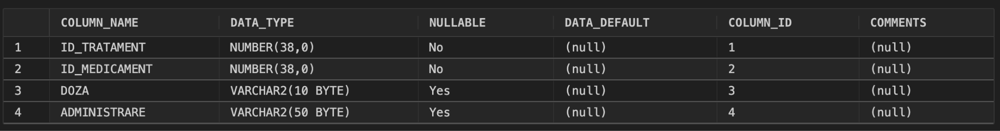 COLUMN_NAME DATA_TYPE NULLABLE DATA_DEFAULT COLUMN_ID COMMENTS
1 ID_TRATAMENT NUMBER(38,0) No (null) 1 (null)
2 ID_MEDICAMENT NUMBER(38,0) No (null) 2 (null)
3 DOZA VARCHAR2(10 BYTE) Yes (null) 3 (null)
4 ADMINISTRARE VARCHAR2(50 BYTE) Yes (null) 4 (null)